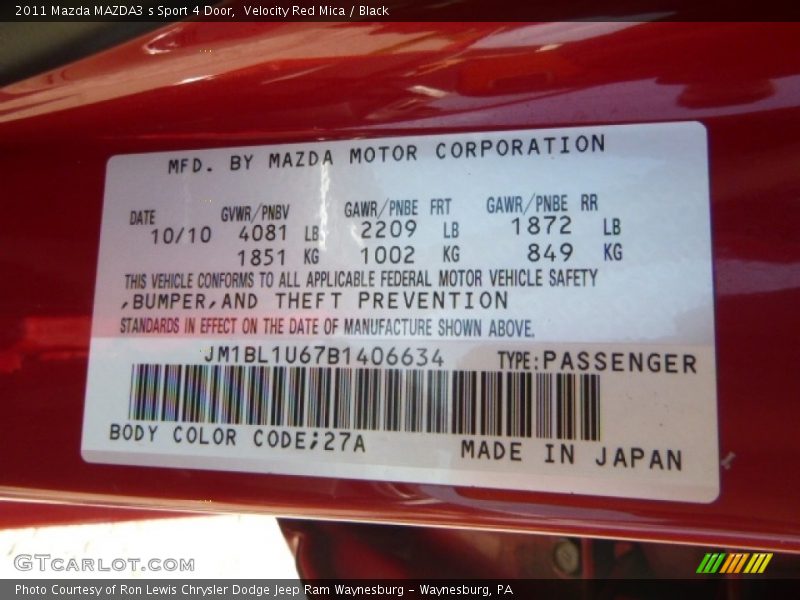 2011 Mazda MAZDA3 s Sport 4 Door,  Velocity Red Mica / Black
MFD. BY MAZDA MOTOR CORPORATION
DATE GVWR/PNBV GAWR/PNBE FRT GAWR/PNBE RR
10/10 4081 LB 2209 LB 1872 LB
1851 KG 1002 KG 849 KG
THIS VEHICLE CONFORMS TO ALL APPLICABLE FEDERAL MOTOR VEHICLE SAFETY
,BUMPER,AND THEFT PREVENTION
STANDARDS IN EFFECT ON THE DATE OF MANUFACTURE SHOWN ABOVE.
JM1BL1U67B1406634 TYPE:PASSENGER
BODY COLOR CODE;27A MADE IN JAPAN
GTCARLOT.COM
Photo Courtesy of Ron Lewis Chrysler Dodge Jeep Ram Waynesburg - Waynesburg, PA